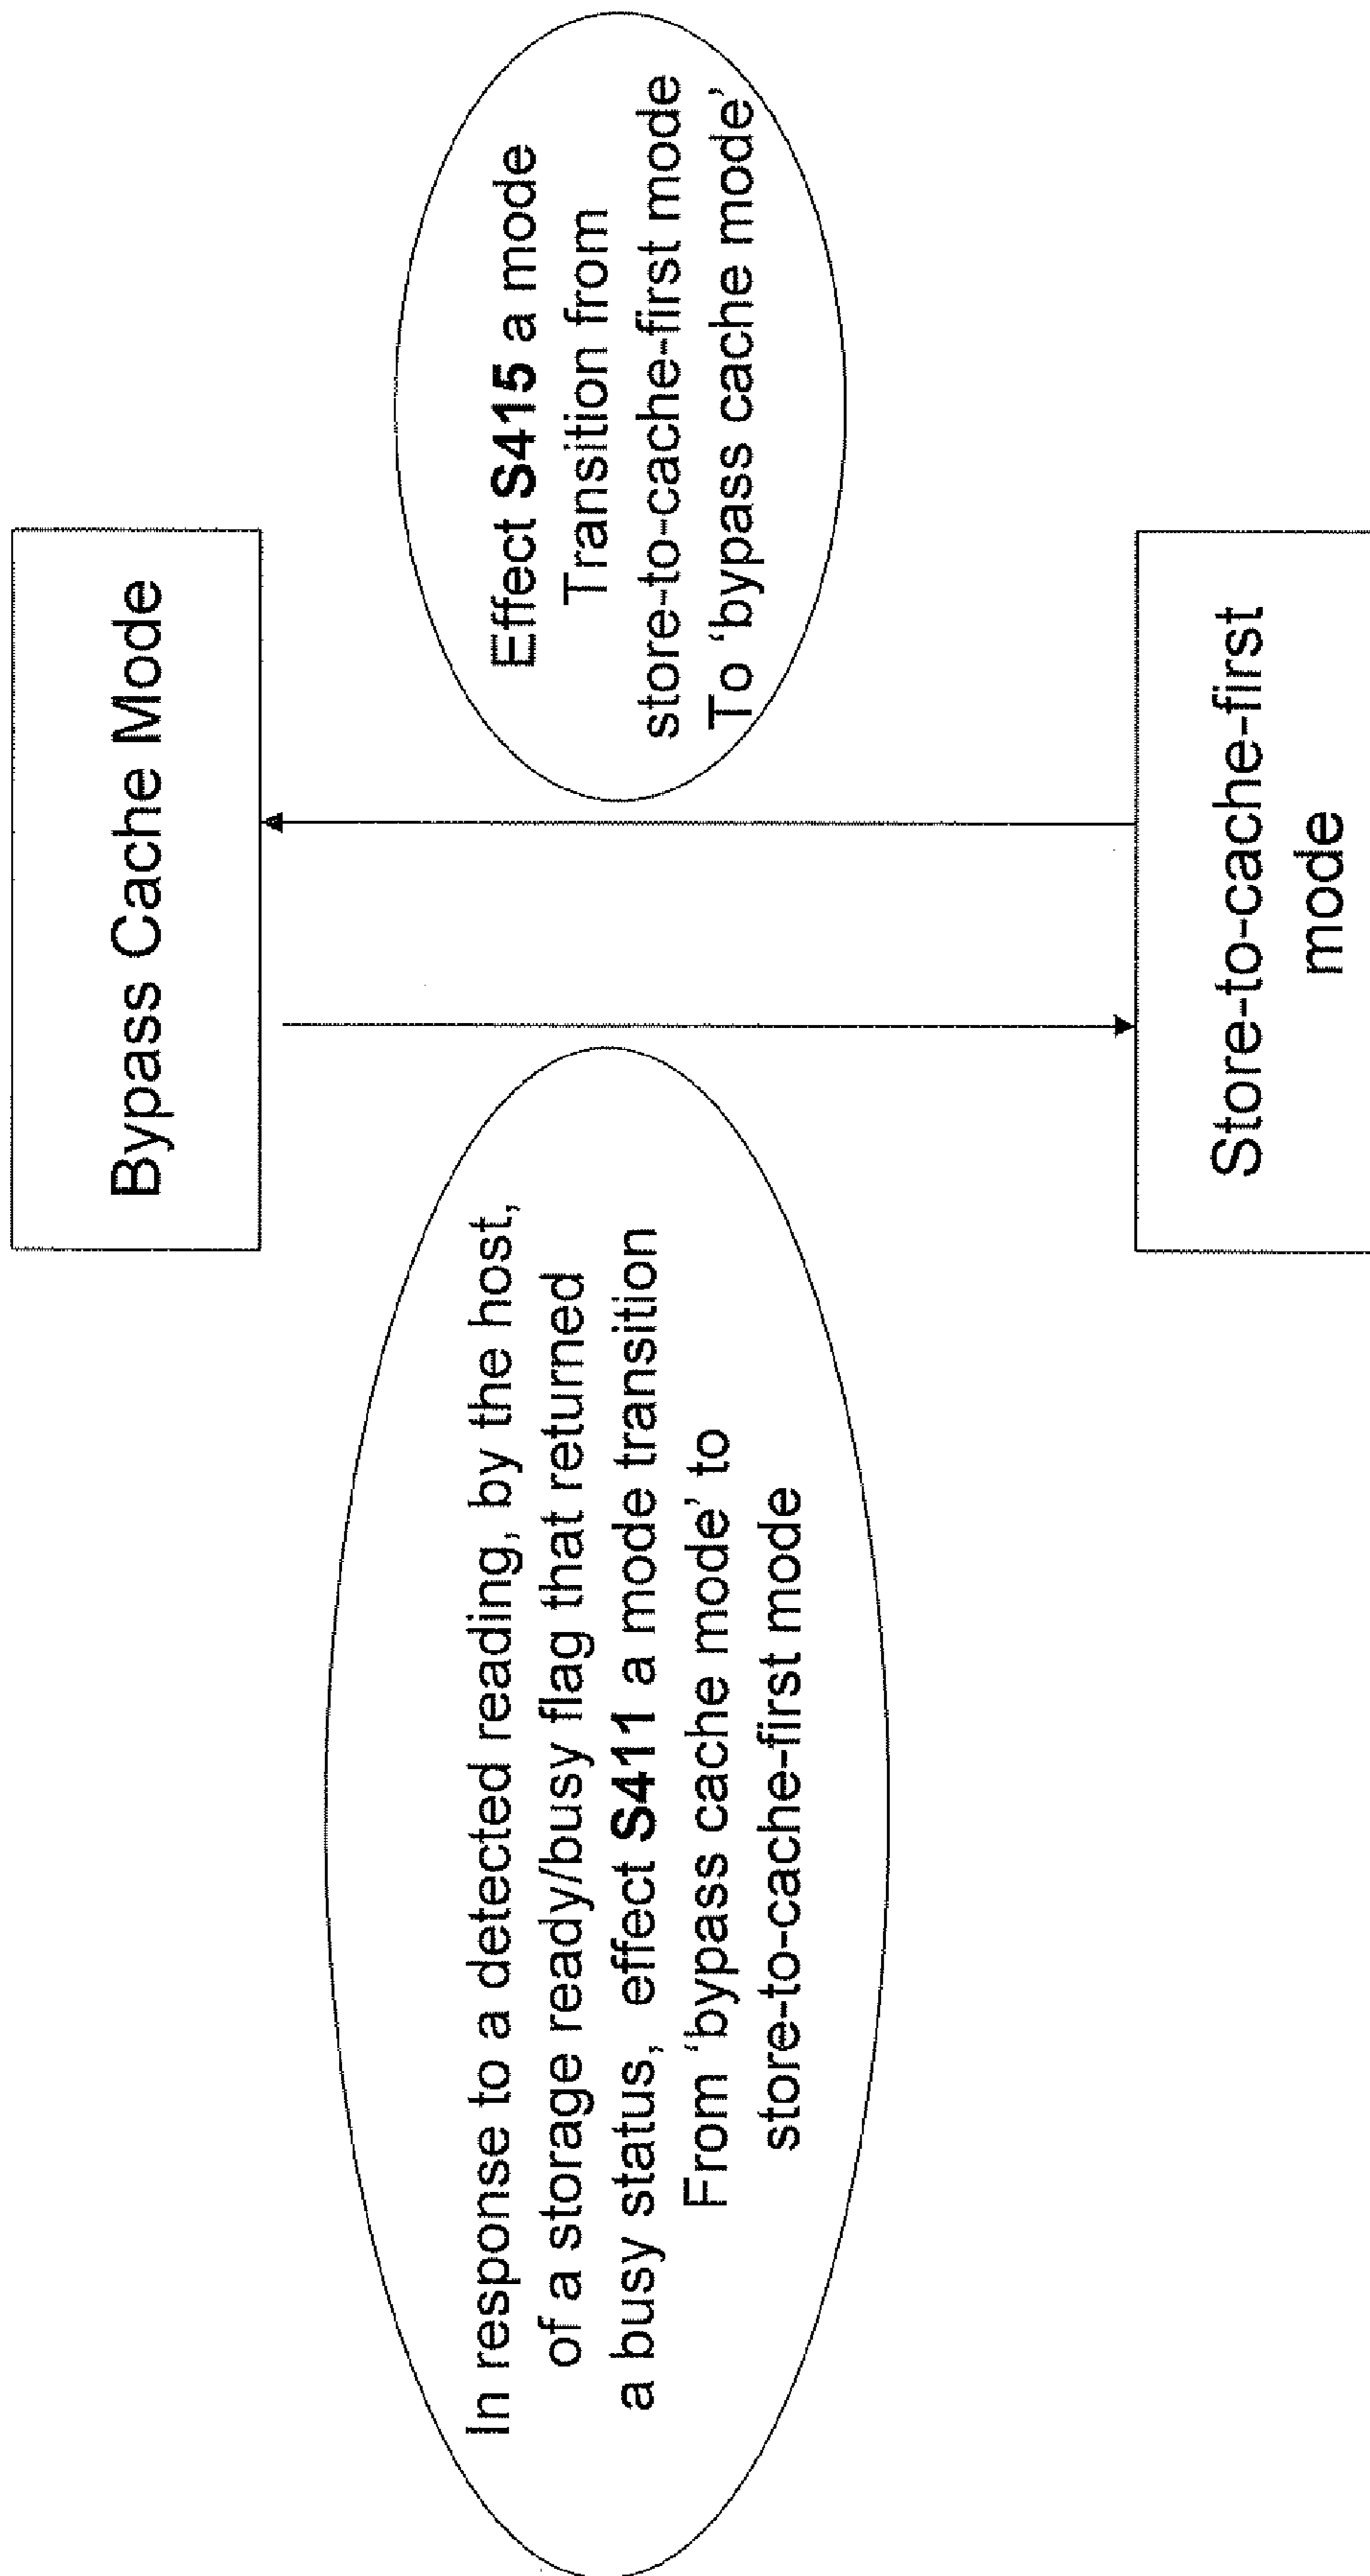 Bypass Cache Mode
In response to a detected reading, by the host,
of a storage ready/busy flag that returned
a busy status, effect S411 a mode transition
From ‘bypass cache mode’ to
store-to-cache-first mode
Effect S415 a mode
Transition from
store-to-cache-first mode
To ‘bypass cache mode’
Store-to-cache-first
mode